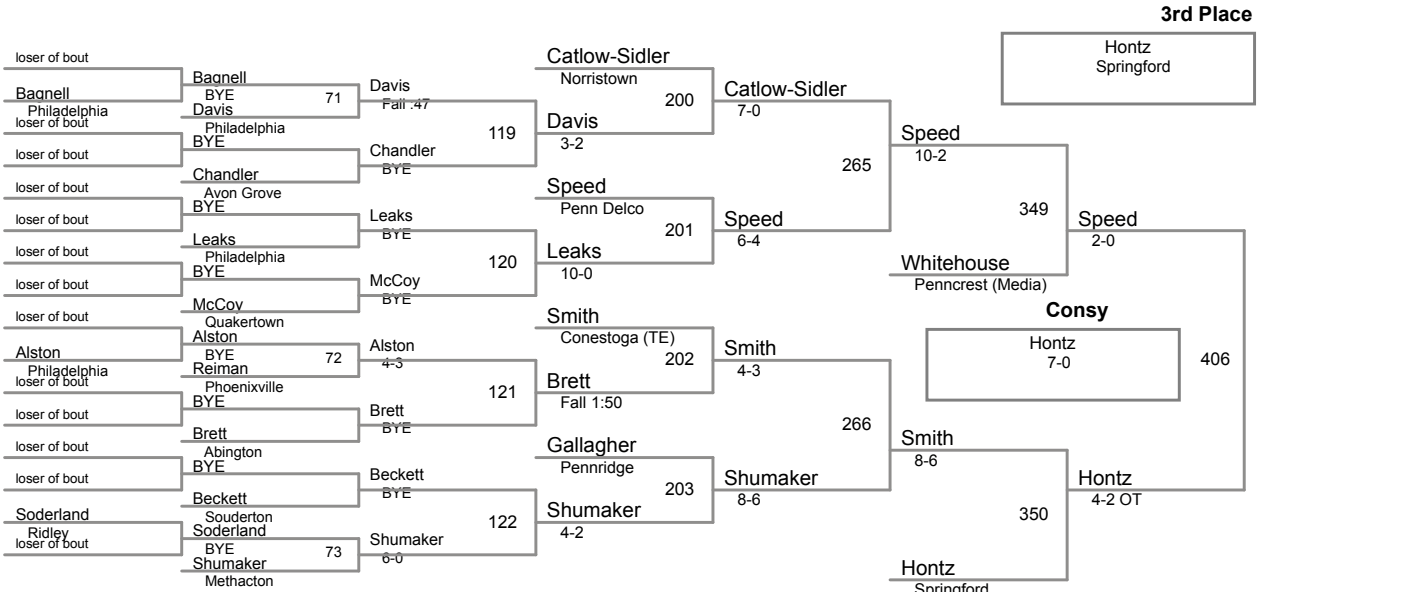 3rd Place
Hontz
Springford
loser of bout
Bagnell
Philadelphia
loser of bout
loser of bout
loser of bout
loser of bout
loser of bout
loser of bout
loser of bout
Alston
Philadelphia
loser of bout
loser of bout
loser of bout
loser of bout
Soderland
Ridley
loser of bout
Bagnell
BYE
71
Davis
Philadelphia
BYE
Chandler
Avon Grove
BYE
Leaks
Philadelphia
BYE
McCoy
Quakertown
Alston
BYE
72
Reiman
Phoenixville
BYE
Brett
Abington
BYE
Beckett
Souderton
Soderland
BYE
73
Shumaker
Methacton
Davis
Fall :47
119
Chandler
BYE
Leaks
BYE
120
McCoy
BYE
Alston
4-3
121
Brett
BYE
Beckett
BYE
122
Shumaker
6-0
Catlow-Sidler
Norristown
200
Davis
3-2
Speed
Penn Delco
201
Leaks
10-0
Smith
Conestoga (TE)
202
Brett
Fall 1:50
Gallagher
Pennridge
203
Shumaker
4-2
Catlow-Sidler
7-0
265
Speed
6-4
Smith
4-3
266
Shumaker
8-6
Speed
10-2
349
Whitehouse
Penncrest (Media)
Smith
8-6
350
Hontz
Springford
Speed
2-0
Consy
Hontz
7-0
406
Hontz
4-2 OT